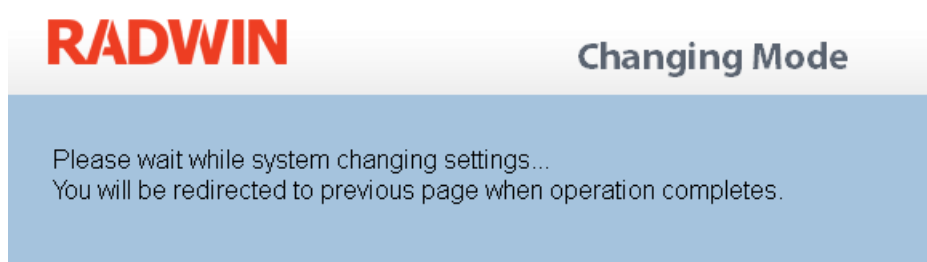 RADWIN
Changing Mode
Please wait while system changing settings...
You will be redirected to previous page when operation completes.